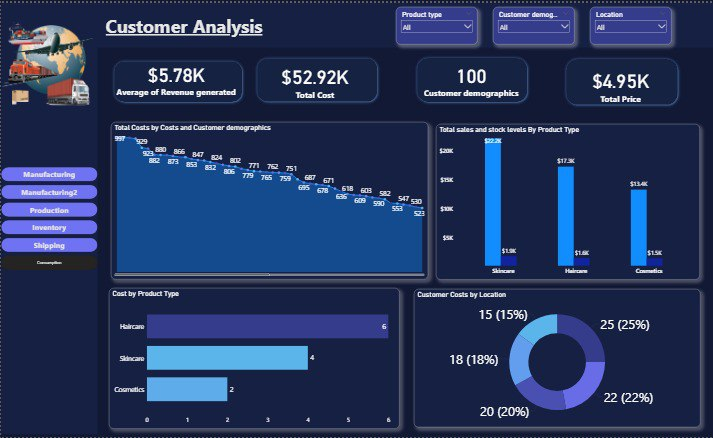 Customer Analysis
Product type
All
Customer demog...
All
Location
All
$5.78K
Average of Revenue generated
$52.92K
Total Cost
100
Customer demographics
$4.95K
Total Price
Manufacturing
Manufacturing2
Production
Inventory
Shipping
Consumption
Total Costs by Costs and Customer demographics
997
929
923
880
882
866
873
847
853
824
832
802
806
771
779
762
765
751
759
687
695
671
678
618
636
603
609
582
590
547
553
530
523
Total sales and stock levels By Product Type
$20K
$15K
$10K
$5K
$22.2K
$1.9K
$17.3K
$1.6K
$13.4K
$1.5K
Skincare
Haircare
Cosmetics
Cost by Product Type
Haircare
6
Skincare
4
Cosmetics
2
0 1 2 3 4 5 6
Customer Costs by Location
15 (15%)
25 (25%)
18 (18%)
22 (22%)
20 (20%)